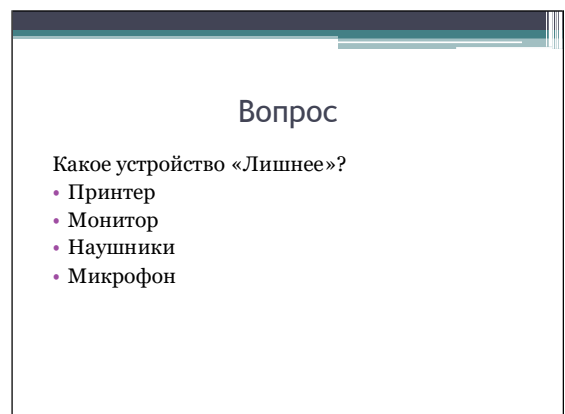 Вопрос
Какое устройство «Лишнее»?
• Принтер
• Монитор
• Наушники
• Микрофон